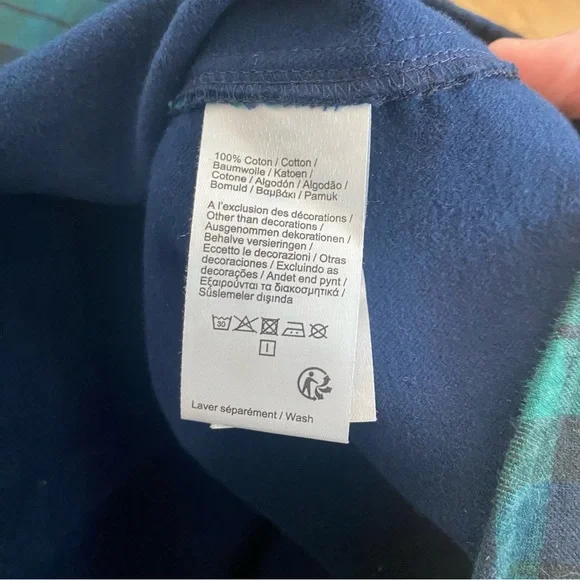 100% Coton / Cotton /
Baumwolle / Katoen /
Cotone / Algodón / Algodão /
Bomuld / Βαμβάκι / Pamuk
A l'exclusion des décorations /
Other than decorations /
Ausgenommen dekorationen /
Behalve versieringen /
Eccetto le decorazioni / Otras
decoraciones / Excluindo as
decorações / Andet end pynt /
Εξαιρούνται τα διακοσμητικά /
Süslemeler dışında
30
I
Laver séparément / Wash